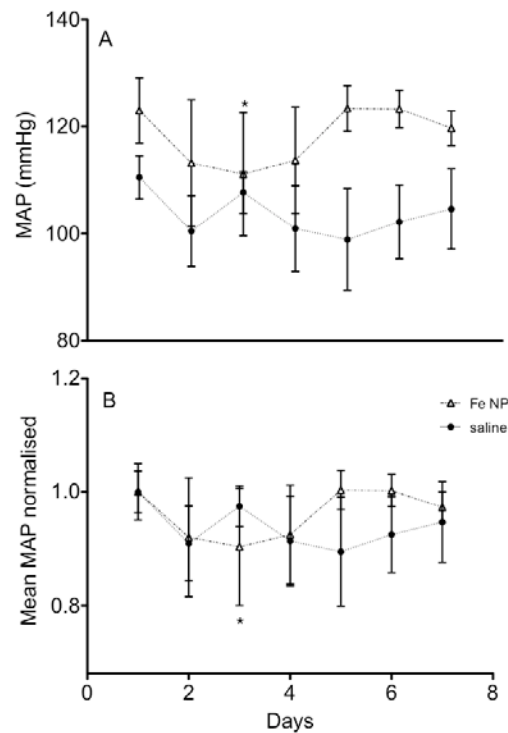 A
140
120
100
80
MAP (mmHg)
*
B
1.2
1.0
0.8
Mean MAP normalised
Fe NP
saline
*
0 2 4 6 8
Days